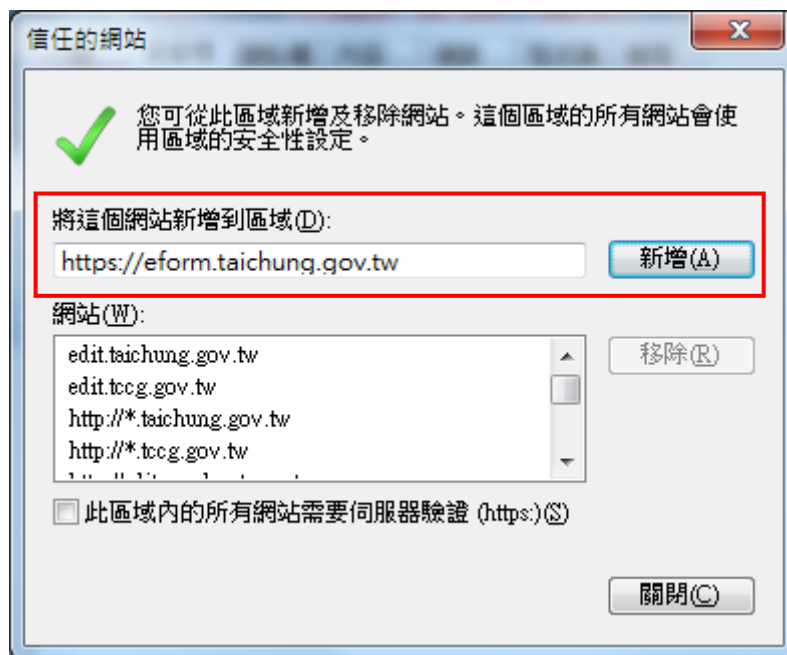 信任的網站
您可從此區域新增及移除網站。這個區域的所有網站會使
用區域的安全性設定。
將這個網站新增到區域(D):
https://eform.taichung.gov.tw
新增(A)
網站(W):
edit.taichung.gov.tw
edit.tccg.gov.tw
http://*.taichung.gov.tw
http://*.tccg.gov.tw
移除(R)
此區域內的所有網站需要伺服器驗證 (https:)(S)
關閉(C)